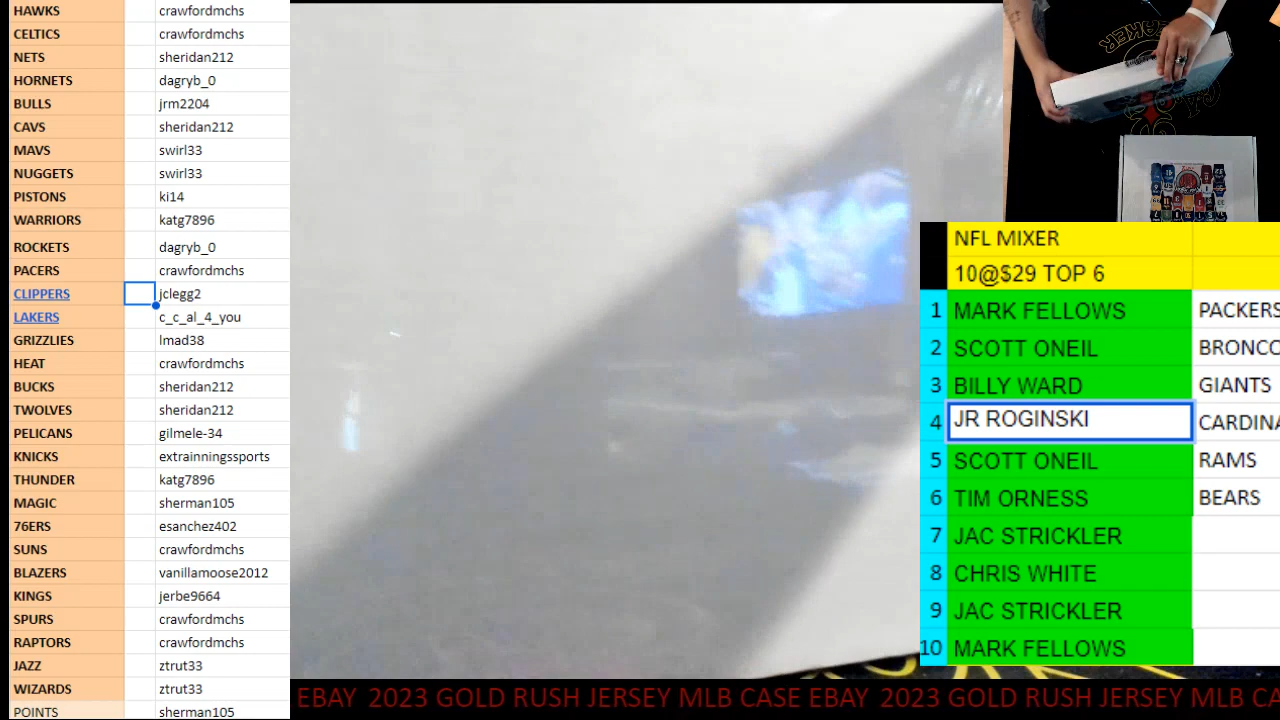 HAWKS crawfordmchs
CELTICS crawfordmchs
NETS sheridan212
HORNETS dagryb_0
BULLS jrm2204
CAVS sheridan212
MAVS swirl33
NUGGETS swirl33
PISTONS ki14
WARRIORS katg7896
ROCKETS dagryb_0
PACERS crawfordmchs
CLIPPERS jclegg2
LAKERS c_c_al_4_you
GRIZZLIES lmad38
HEAT crawfordmchs
BUCKS sheridan212
TWOLVES sheridan212
PELICANS gilmele-34
KNICKS extrainningssports
THUNDER katg7896
MAGIC sherman105
76ERS esanchez402
SUNS crawfordmchs
BLAZERS vanillamoose2012
KINGS jerbe9664
SPURS crawfordmchs
RAPTORS crawfordmchs
JAZZ ztrut33
WIZARDS ztrut33
POINTS sherman105
NFL MIXER
10@$29 TOP 6
1 MARK FELLOWS PACKERS
2 SCOTT ONEIL BRONCO
3 BILLY WARD GIANTS
4 JR ROGINSKI CARDINA
5 SCOTT ONEIL RAMS
6 TIM ORNESS BEARS
7 JAC STRICKLER
8 CHRIS WHITE
9 JAC STRICKLER
10 MARK FELLOWS
EBAY 2023 GOLD RUSH JERSEY MLB CASE EBAY 2023 GOLD RUSH JERSEY MLB CA